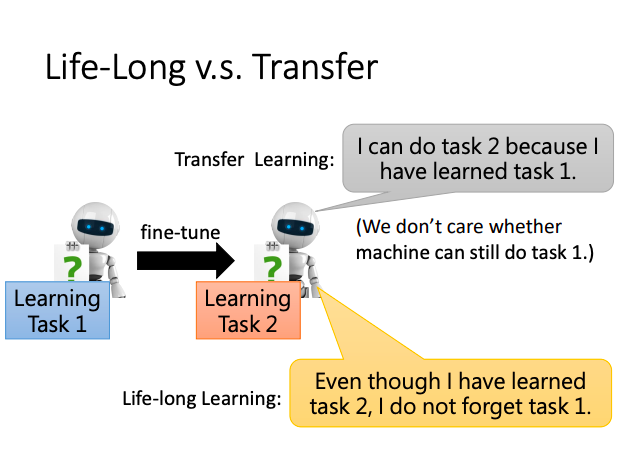 Life-Long v.s. Transfer
Transfer Learning:
I can do task 2 because I
have learned task 1.
(We don’t care whether
machine can still do task 1.)
fine-tune
?
Learning
Task 1
?
Learning
Task 2
Life-long Learning:
Even though I have learned
task 2, I do not forget task 1.